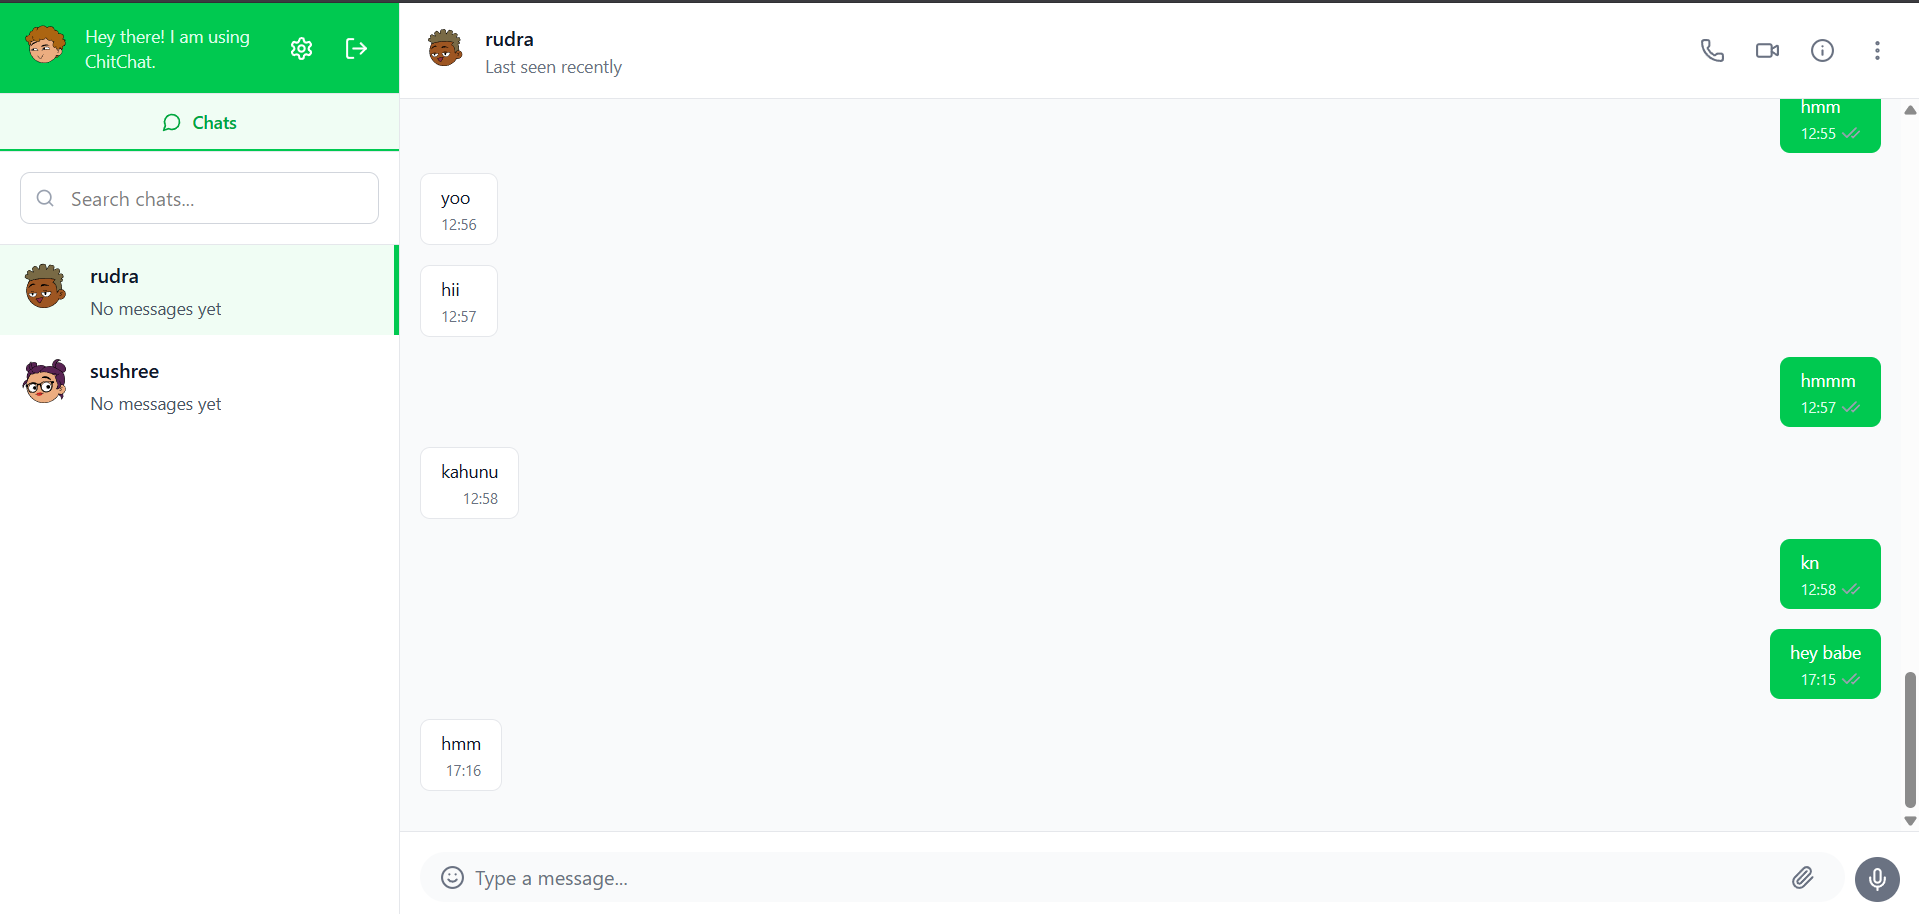 Hey there! I am using
ChitChat.
Chats
Search chats...
rudra
No messages yet
sushree
No messages yet
rudra
Last seen recently
hmm
12:55
yoo
12:56
hii
12:57
hmmm
12:57
kahunu
12:58
kn
12:58
hey babe
17:15
hmm
17:16
Type a message...